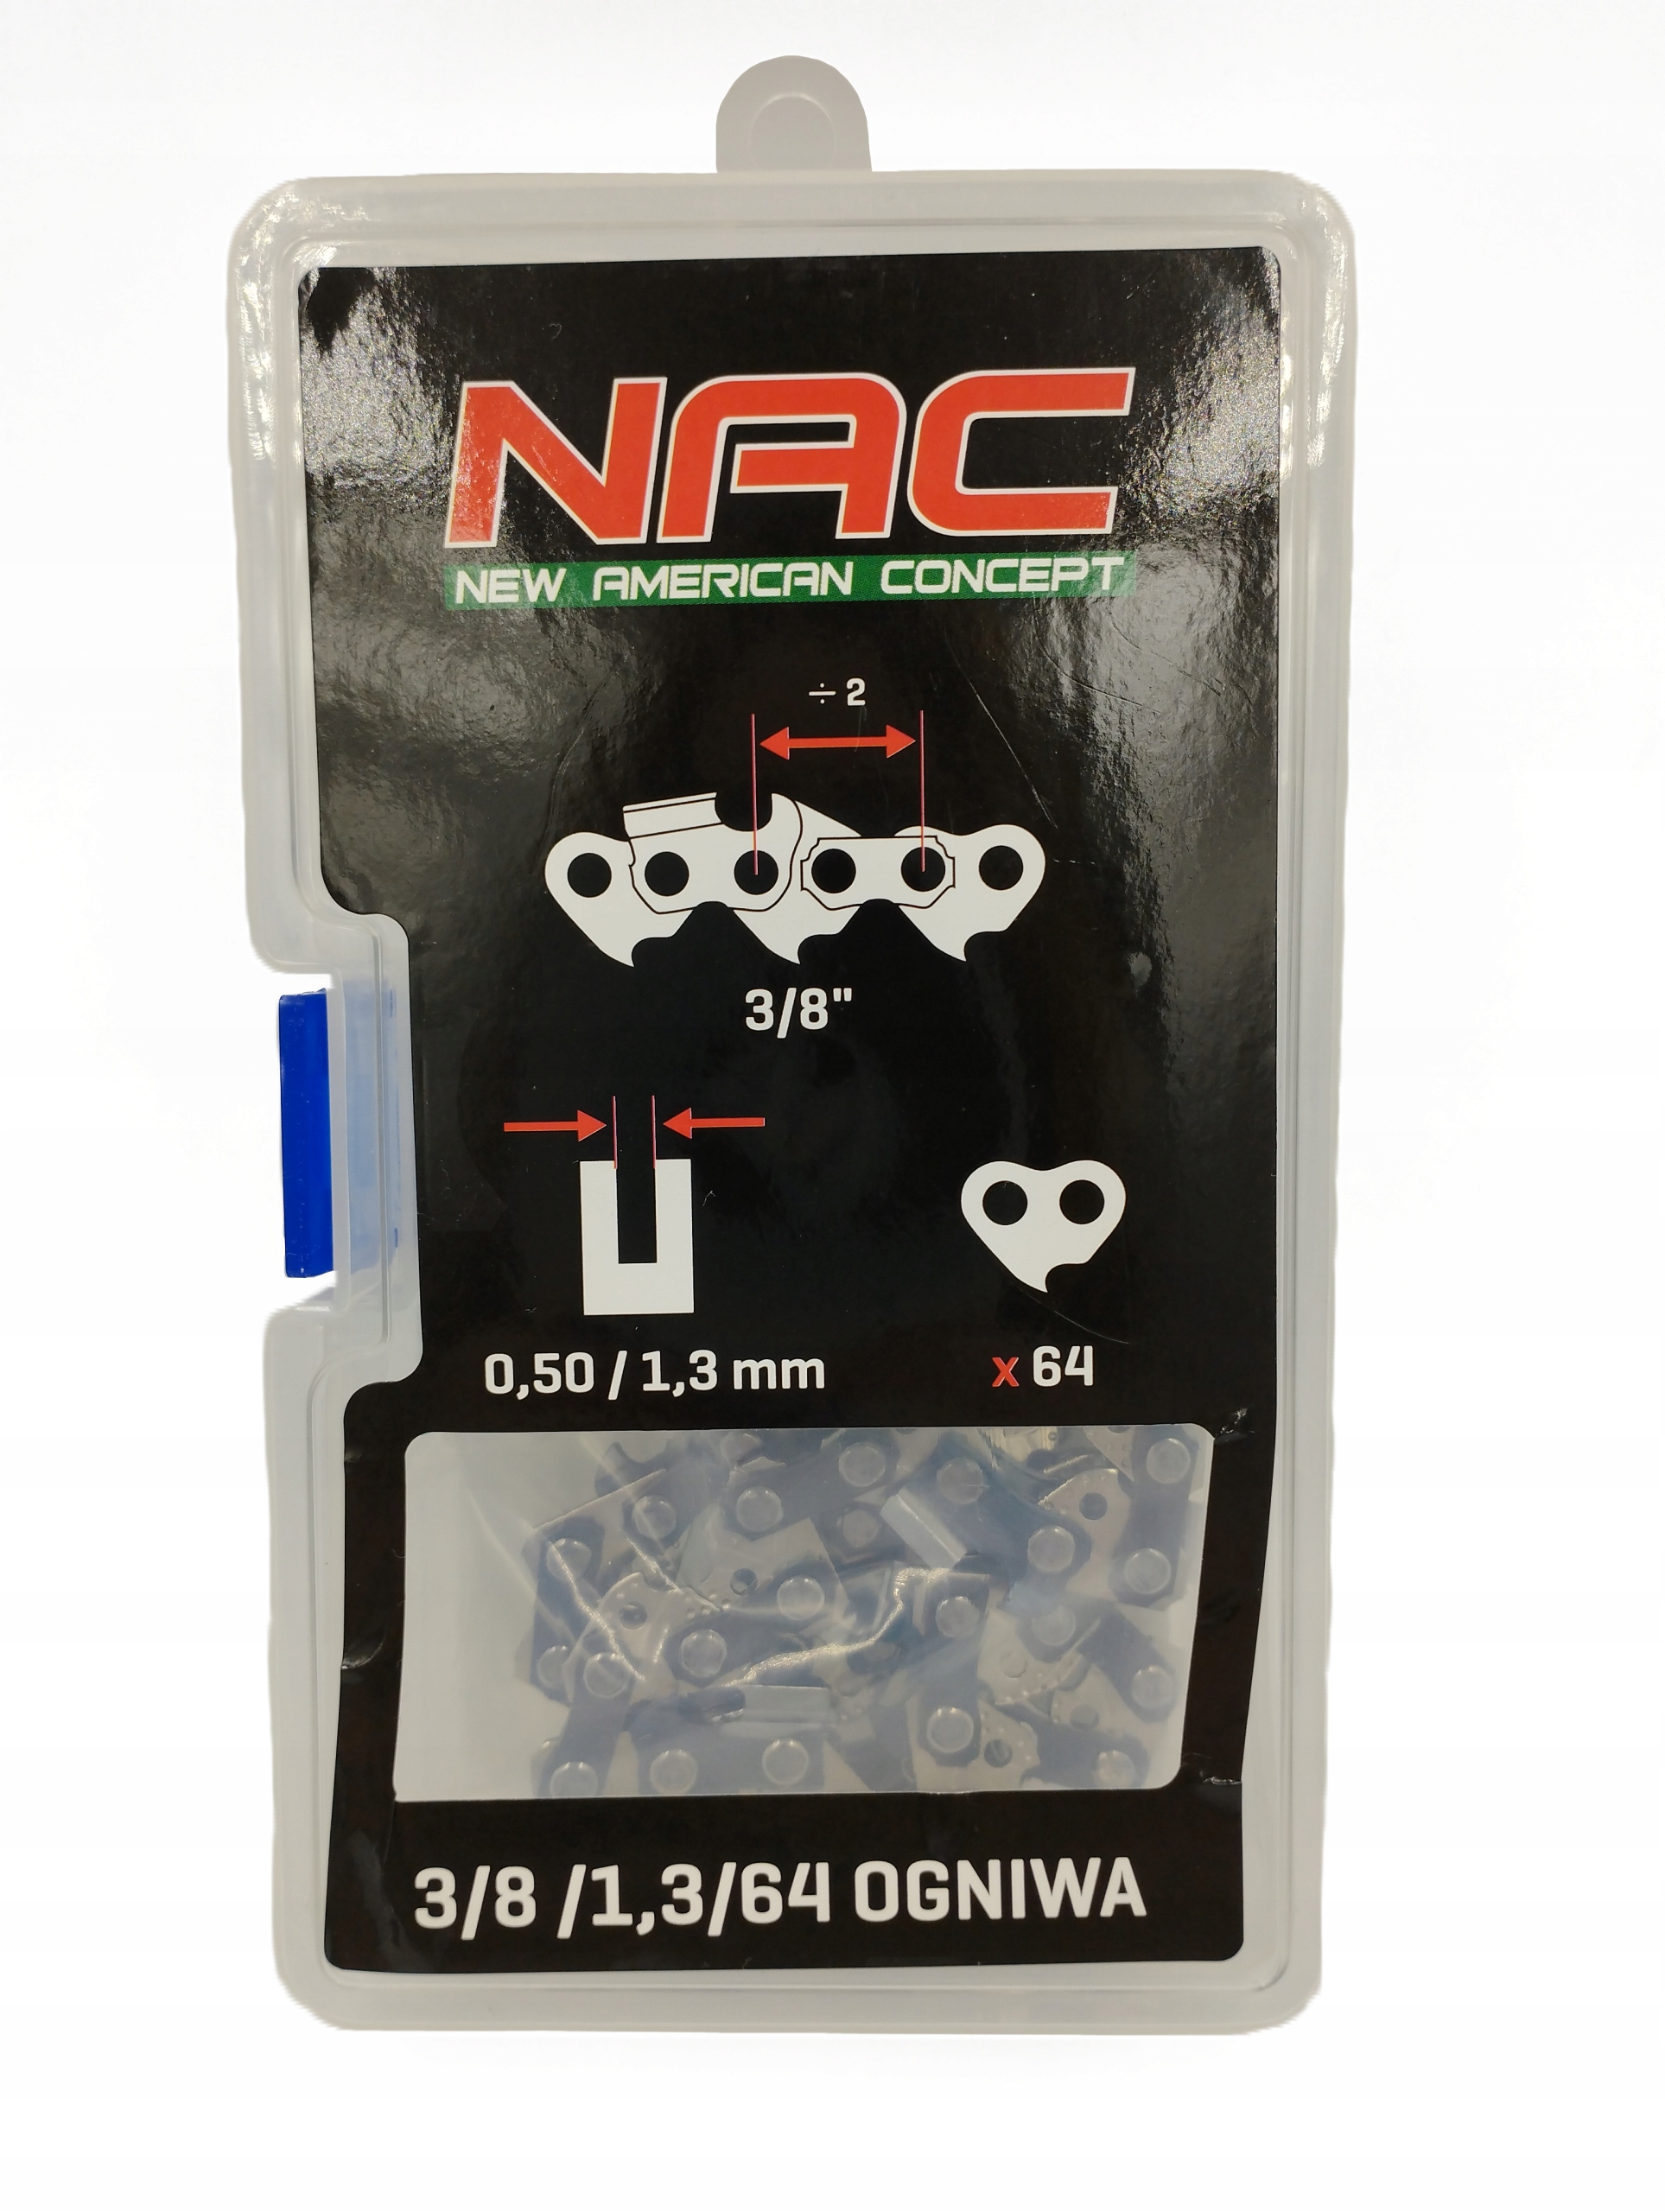 NAC
NEW AMERICAN CONCEPT
÷ 2
3/8"
0,50 / 1,3 mm
x 64
3/8 /1,3/64 OGNIWA